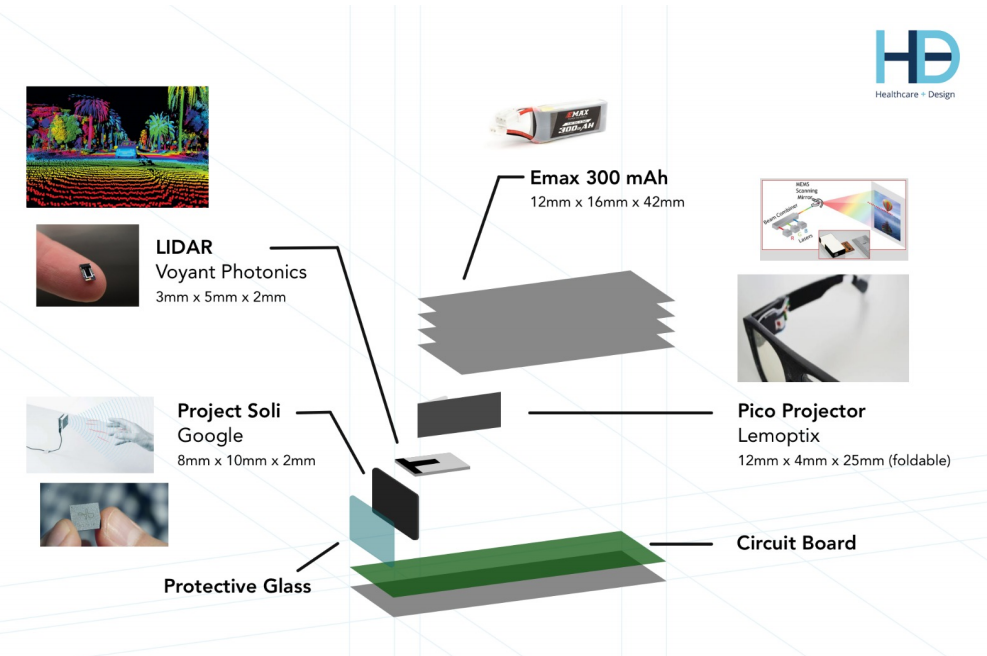 HD
Healthcare + Design
EMAX
300mAH
Emax 300 mAh
12mm x 16mm x 42mm
MEMS
Scanning
Mirror
Beam Combiner
R G B
Lasers
LIDAR
Voyant Photonics
3mm x 5mm x 2mm
Project Soli
Google
8mm x 10mm x 2mm
Pico Projector
Lemoptix
12mm x 4mm x 25mm (foldable)
Circuit Board
Protective Glass